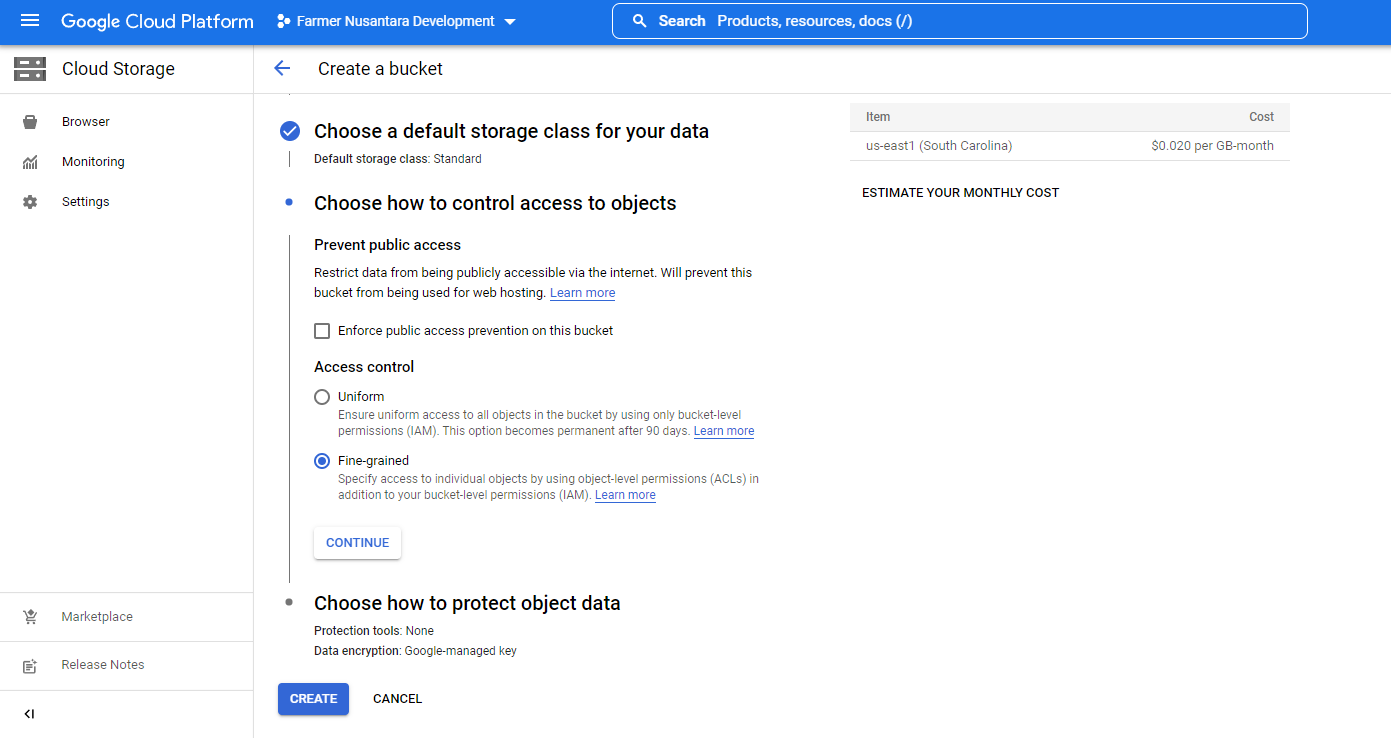 Google Cloud Platform
Farmer Nusantara Development
Search Products, resources, docs (/)
Cloud Storage
Create a bucket
Browser
Monitoring
Settings
Marketplace
Release Notes
Choose a default storage class for your data
Default storage class: Standard
Choose how to control access to objects
Prevent public access
Restrict data from being publicly accessible via the internet. Will prevent this
bucket from being used for web hosting. Learn more
Enforce public access prevention on this bucket
Access control
Uniform
Ensure uniform access to all objects in the bucket by using only bucket-level
permissions (IAM). This option becomes permanent after 90 days. Learn more
Fine-grained
Specify access to individual objects by using object-level permissions (ACLs) in
addition to your bucket-level permissions (IAM). Learn more
CONTINUE
Choose how to protect object data
Protection tools: None
Data encryption: Google-managed key
CREATE CANCEL
Item Cost
us-east1 (South Carolina) $0.020 per GB-month
ESTIMATE YOUR MONTHLY COST